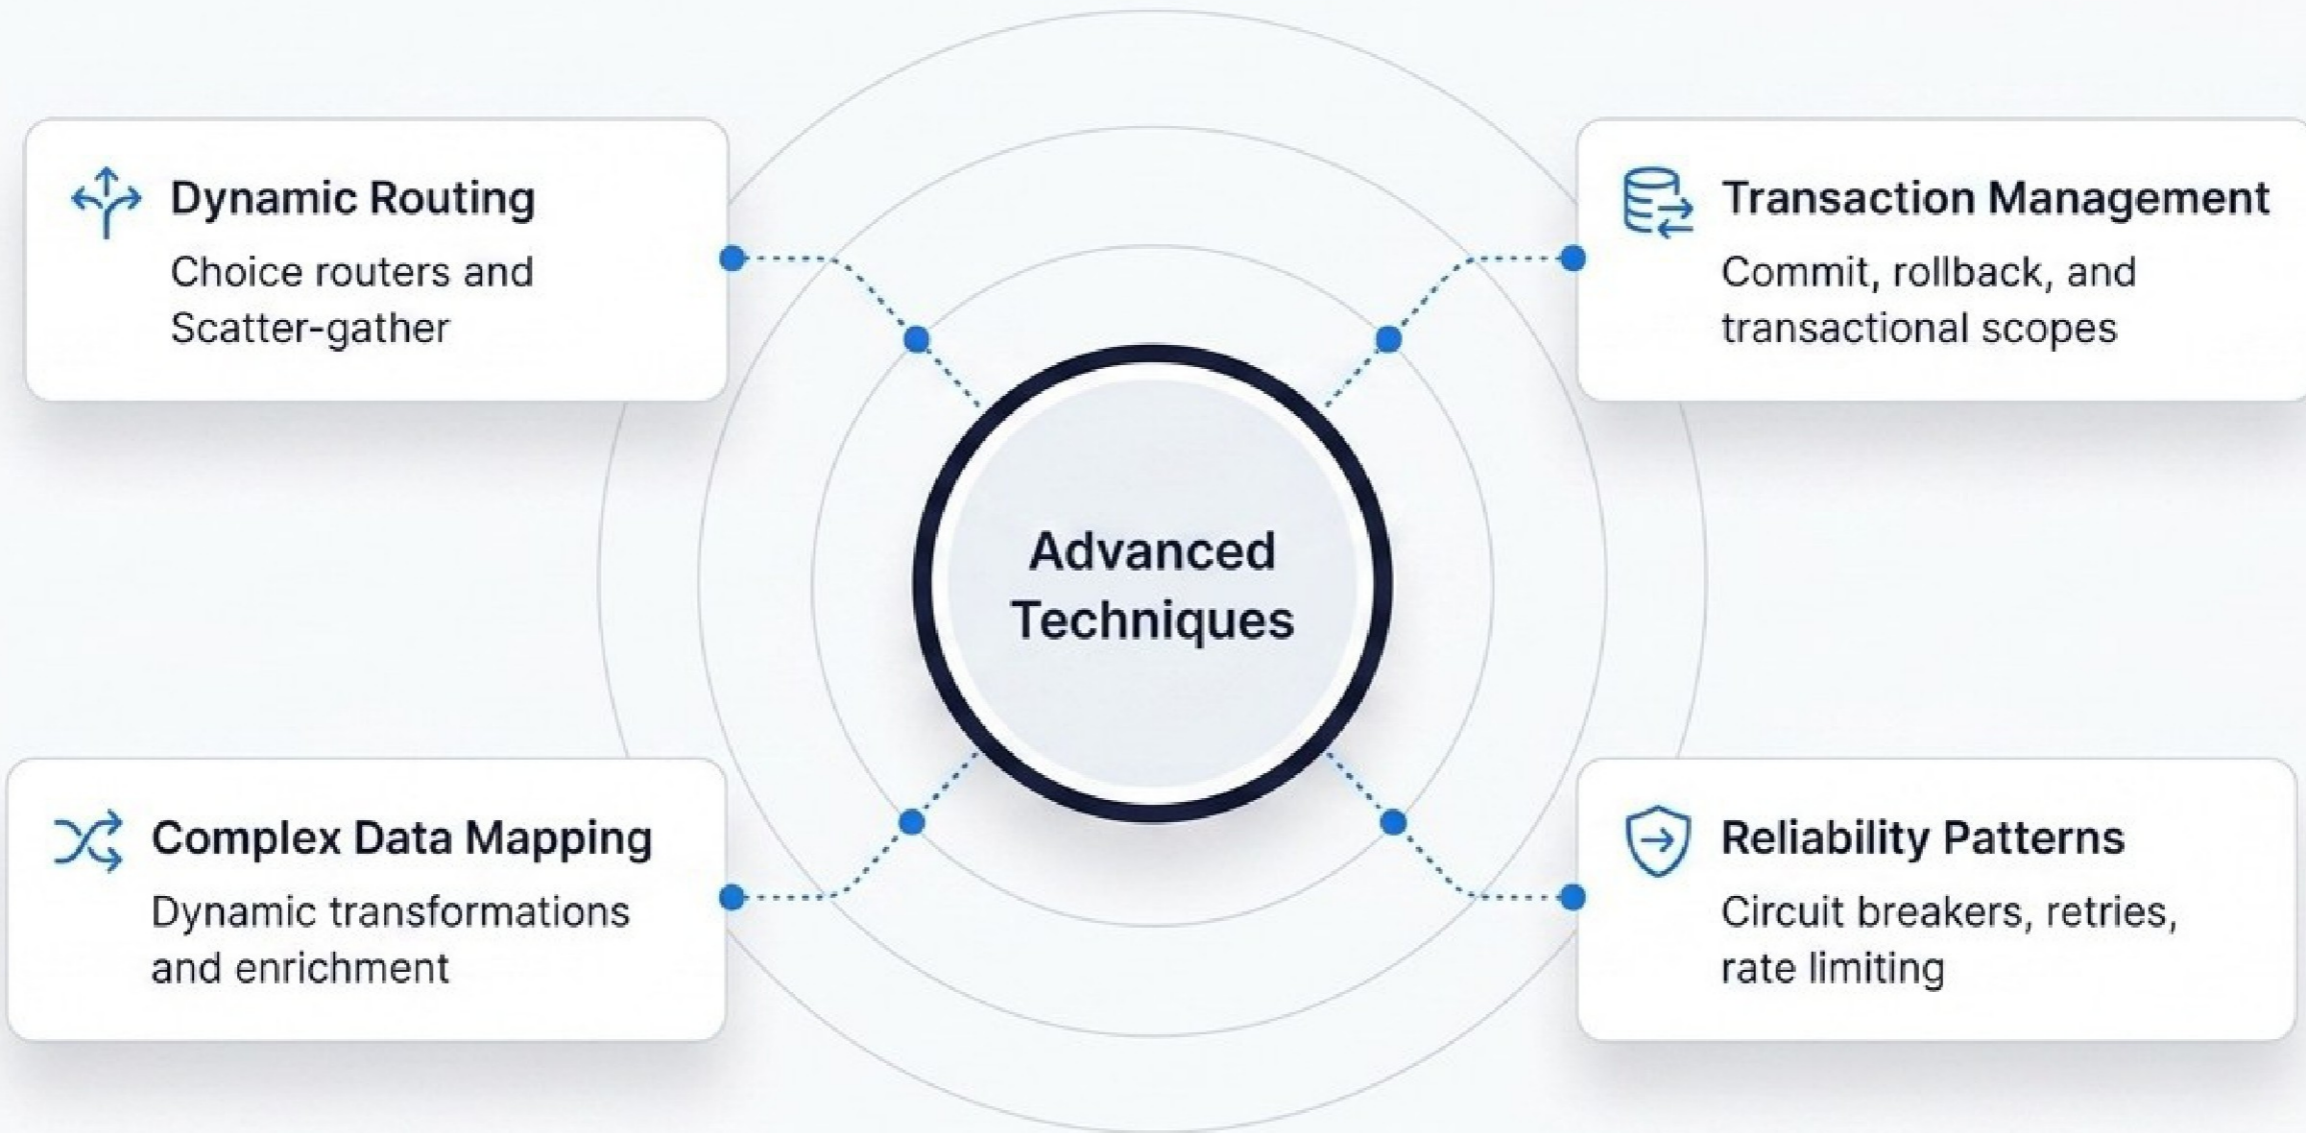 Dynamic Routing
Choice routers and
Scatter-gather
Transaction Management
Commit, rollback, and
transactional scopes
Advanced
Techniques
Complex Data Mapping
Dynamic transformations
and enrichment
Reliability Patterns
Circuit breakers, retries,
rate limiting